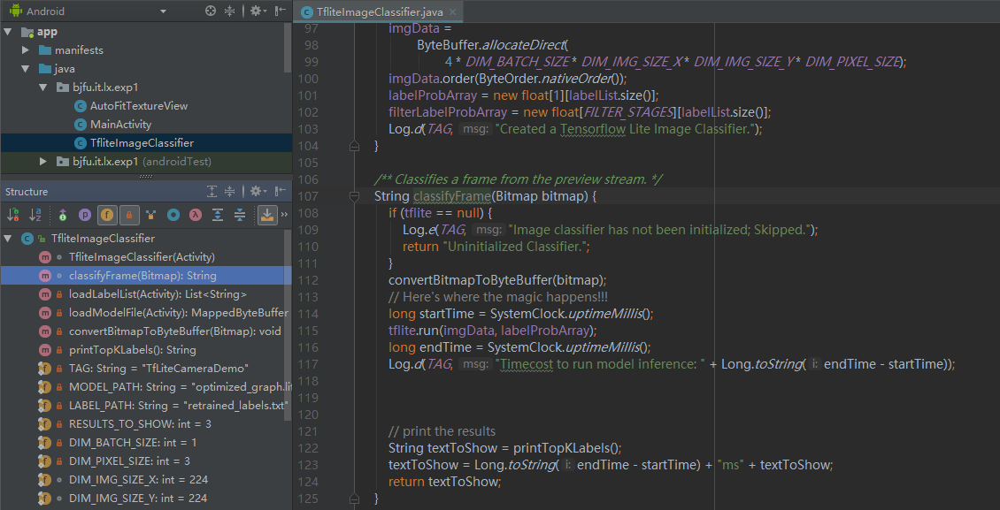 Android
app
manifests
java
bjfu.it.lx.exp1
AutoFitTextureView
MainActivity
TfliteImageClassifier
bjfu.it.lx.exp1 (androidTest)
Structure
TfliteImageClassifier
TfliteImageClassifier(Activity)
classifyFrame(Bitmap): String
loadLabelList(Activity): List<String>
loadModelFile(Activity): MappedByteBuffer
convertBitmapToByteBuffer(Bitmap): void
printTopKLabels(): String
TAG: String = "TfLiteCameraDemo"
MODEL_PATH: String = "optimized_graph.li
LABEL_PATH: String = "retrained_labels.txt"
RESULTS_TO_SHOW: int = 3
DIM_BATCH_SIZE: int = 1
DIM_PIXEL_SIZE: int = 3
DIM_IMG_SIZE_X: int = 224
DIM_IMG_SIZE_Y: int = 224
TfliteImageClassifier.java
97 imgData =
98 ByteBuffer.allocateDirect(
99 4 * DIM_BATCH_SIZE * DIM_IMG_SIZE_X * DIM_IMG_SIZE_Y * DIM_PIXEL_SIZE);
100 imgData.order(ByteOrder.nativeOrder());
101 labelProbArray = new float[1][labelList.size()];
102 filterLabelProbArray = new float[FILTER_STAGES][labelList.size()];
103 Log.d(TAG, msg: "Created a Tensorflow Lite Image Classifier.");
104 }
105
106 /** Classifies a frame from the preview stream. */
107 String classifyFrame(Bitmap bitmap) {
108 if (tflite == null) {
109 Log.e(TAG, msg: "Image classifier has not been initialized; Skipped.");
110 return "Uninitialized Classifier.";
111 }
112 convertBitmapToByteBuffer(bitmap);
113 // Here's where the magic happens!!!
114 long startTime = SystemClock.uptimeMillis();
115 tflite.run(imgData, labelProbArray);
116 long endTime = SystemClock.uptimeMillis();
117 Log.d(TAG, msg: "Timecost to run model inference: " + Long.toString( i: endTime - startTime));
118
119
120
121 // print the results
122 String textToShow = printTopKLabels();
123 textToShow = Long.toString( i: endTime - startTime) + "ms" + textToShow;
124 return textToShow;
125 }